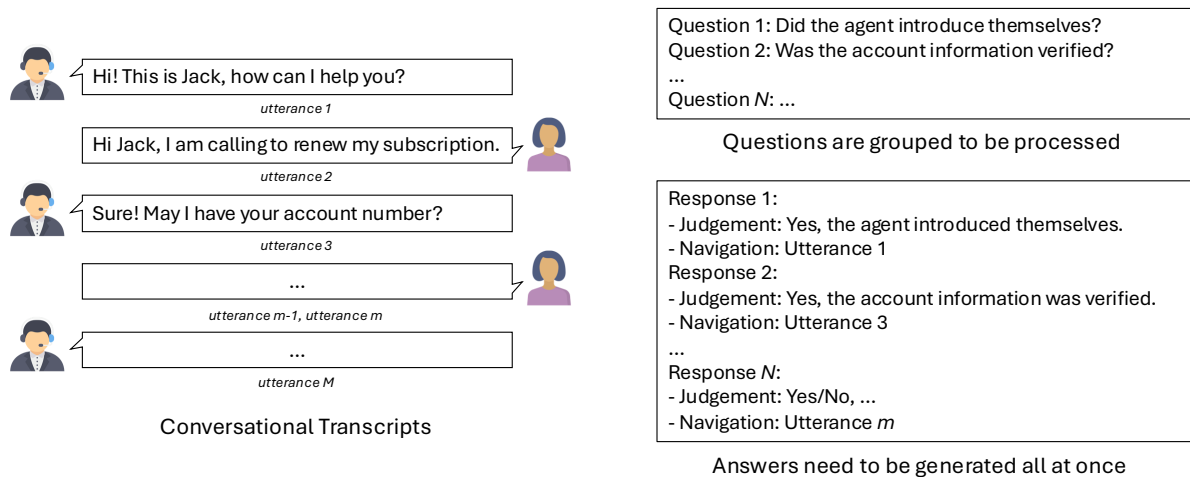 Hi! This is Jack, how can I help you?
utterance 1
Hi Jack, I am calling to renew my subscription.
utterance 2
Sure! May I have your account number?
utterance 3
...
utterance m-1, utterance m
...
utterance M
Conversational Transcripts
Question 1: Did the agent introduce themselves?
Question 2: Was the account information verified?
...
Question N: ...
Questions are grouped to be processed
Response 1:
- Judgement: Yes, the agent introduced themselves.
- Navigation: Utterance 1
Response 2:
- Judgement: Yes, the account information was verified.
- Navigation: Utterance 3
...
Response N:
- Judgement: Yes/No, ...
- Navigation: Utterance m
Answers need to be generated all at once